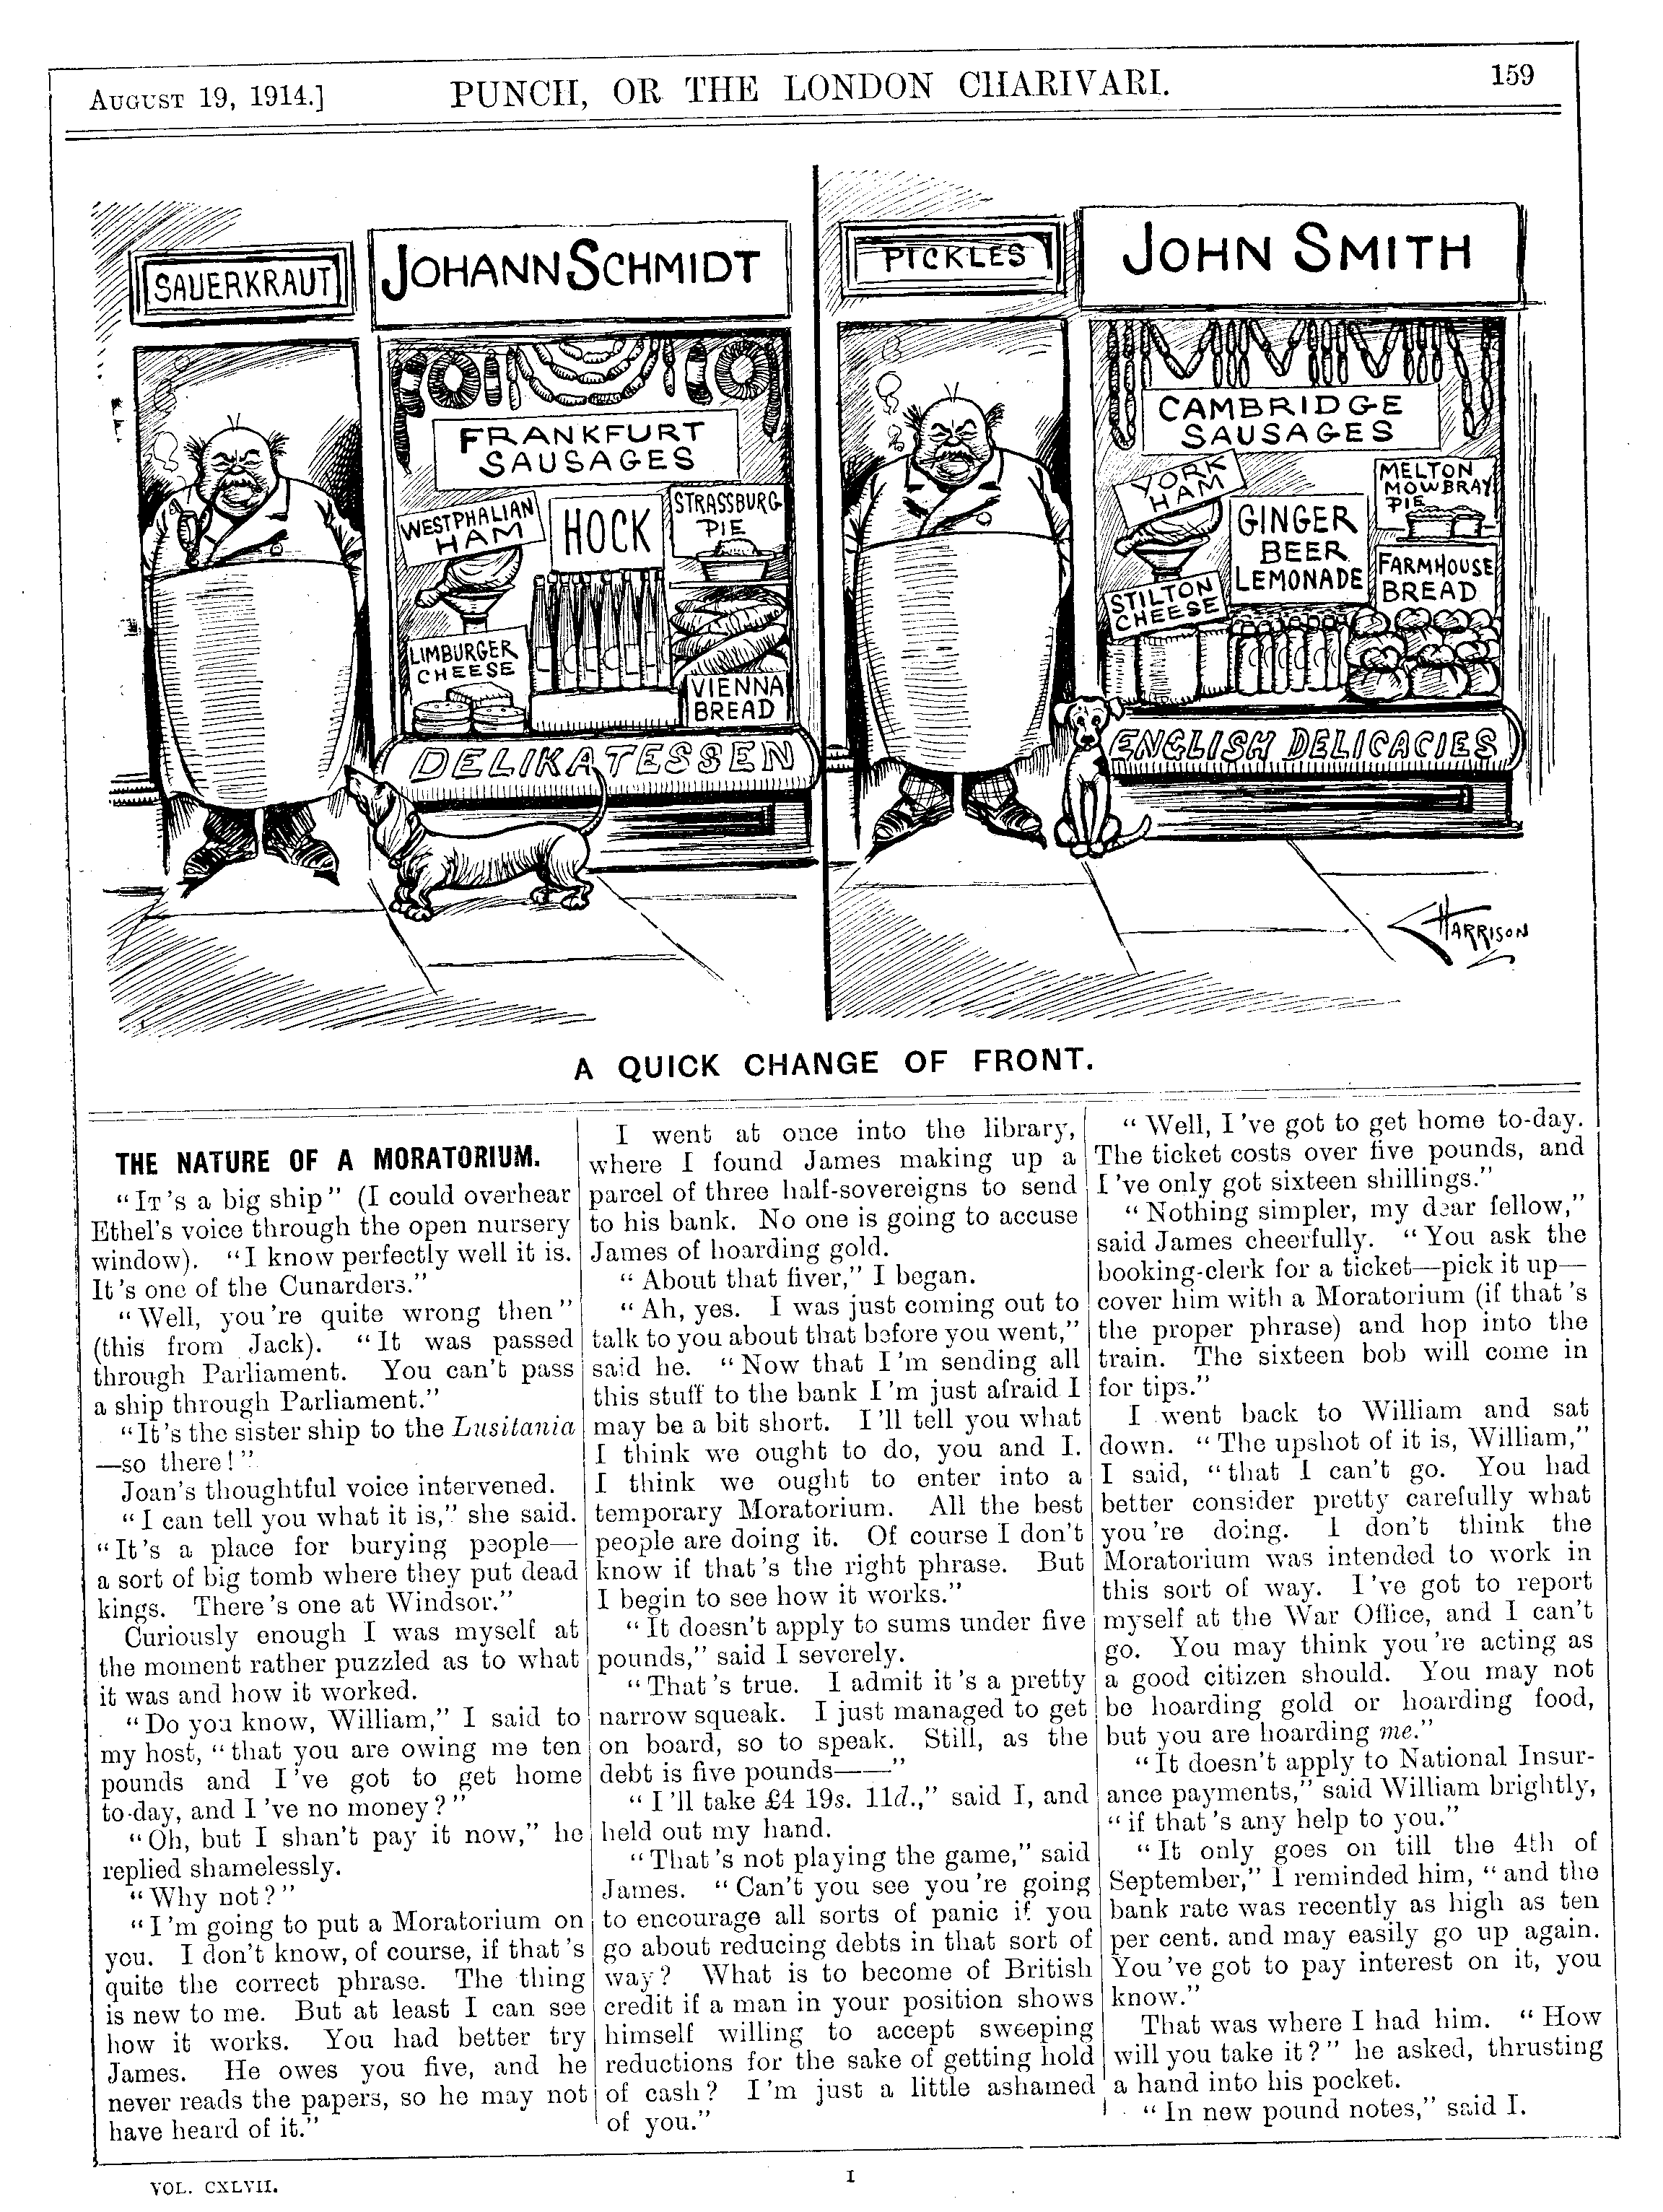 AUGUST 19, 1914.] PUNCH, OR THE LONDON CHARIVARI. 159
SAUERKRAUT
JOHANN SCHMIDT
FRANKFURT
SAUSAGES
WESTPHALIAN
HAM
HOCK
STRASSBURG
PIE
LIMBURGER
CHEESE
VIENNA
BREAD
DELIKATESSEN
PICKLES
JOHN SMITH
CAMBRIDGE
SAUSAGES
YORK
HAM
MELTON
MOWBRAY
PIE
GINGER
BEER
LEMONADE
FARMHOUSE
BREAD
STILTON
CHEESE
ENGLISH DELICACIES
HARRISON
A QUICK CHANGE OF FRONT.
THE NATURE OF A MORATORIUM.
"IT's a big ship" (I could overhear
Ethel's voice through the open nursery
window). "I know perfectly well it is.
It's one of the Cunarders."
"Well, you're quite wrong then"
(this from Jack). "It was passed
through Parliament. You can't pass
a ship through Parliament."
"It's the sister ship to the Lusitania
—so there!"
Joan's thoughtful voice intervened.
"I can tell you what it is," she said.
"It's a place for burying people—
a sort of big tomb where they put dead
kings. There's one at Windsor."
Curiously enough I was myself at
the moment rather puzzled as to what
it was and how it worked.
"Do you know, William," I said to
my host, "that you are owing me ten
pounds and I've got to get home
to-day, and I've no money?"
"Oh, but I shan't pay it now," he
replied shamelessly.
"Why not?"
"I'm going to put a Moratorium on
you. I don't know, of course, if that's
quite the correct phrase. The thing
is new to me. But at least I can see
how it works. You had better try
James. He owes you five, and he
never reads the papers, so he may not
have heard of it."
I went at once into the library,
where I found James making up a
parcel of three half-sovereigns to send
to his bank. No one is going to accuse
James of hoarding gold.
"About that fiver," I began.
"Ah, yes. I was just coming out to
talk to you about that before you went,"
said he. "Now that I'm sending all
this stuff to the bank I'm just afraid I
may be a bit short. I'll tell you what
I think we ought to do, you and I.
I think we ought to enter into a
temporary Moratorium. All the best
people are doing it. Of course I don't
know if that's the right phrase. But
I begin to see how it works."
"It doesn't apply to sums under five
pounds," said I severely.
"That's true. I admit it's a pretty
narrow squeak. I just managed to get
on board, so to speak. Still, as the
debt is five pounds——"
"I'll take £4 19s. 11d.," said I, and
held out my hand.
"That's not playing the game," said
James. "Can't you see you're going
to encourage all sorts of panic if you
go about reducing debts in that sort of
way? What is to become of British
credit if a man in your position shows
himself willing to accept sweeping
reductions for the sake of getting hold
of cash? I'm just a little ashamed
of you."
"Well, I've got to get home to-day.
The ticket costs over five pounds, and
I've only got sixteen shillings."
"Nothing simpler, my dear fellow,"
said James cheerfully. "You ask the
booking-clerk for a ticket—pick it up—
cover him with a Moratorium (if that's
the proper phrase) and hop into the
train. The sixteen bob will come in
for tips."
I went back to William and sat
down. "The upshot of it is, William,"
I said, "that I can't go. You had
better consider pretty carefully what
you're doing. I don't think the
Moratorium was intended to work in
this sort of way. I've got to report
myself at the War Office, and I can't
go. You may think you're acting as
a good citizen should. You may not
be hoarding gold or hoarding food,
but you are hoarding me."
"It doesn't apply to National Insur-
ance payments," said William brightly,
"if that's any help to you."
"It only goes on till the 4th of
September," I reminded him, "and the
bank rate was recently as high as ten
per cent. and may easily go up again.
You've got to pay interest on it, you
know."
That was where I had him. "How
will you take it?" he asked, thrusting
a hand into his pocket.
"In new pound notes," said I.
VOL. CXLVII.
I